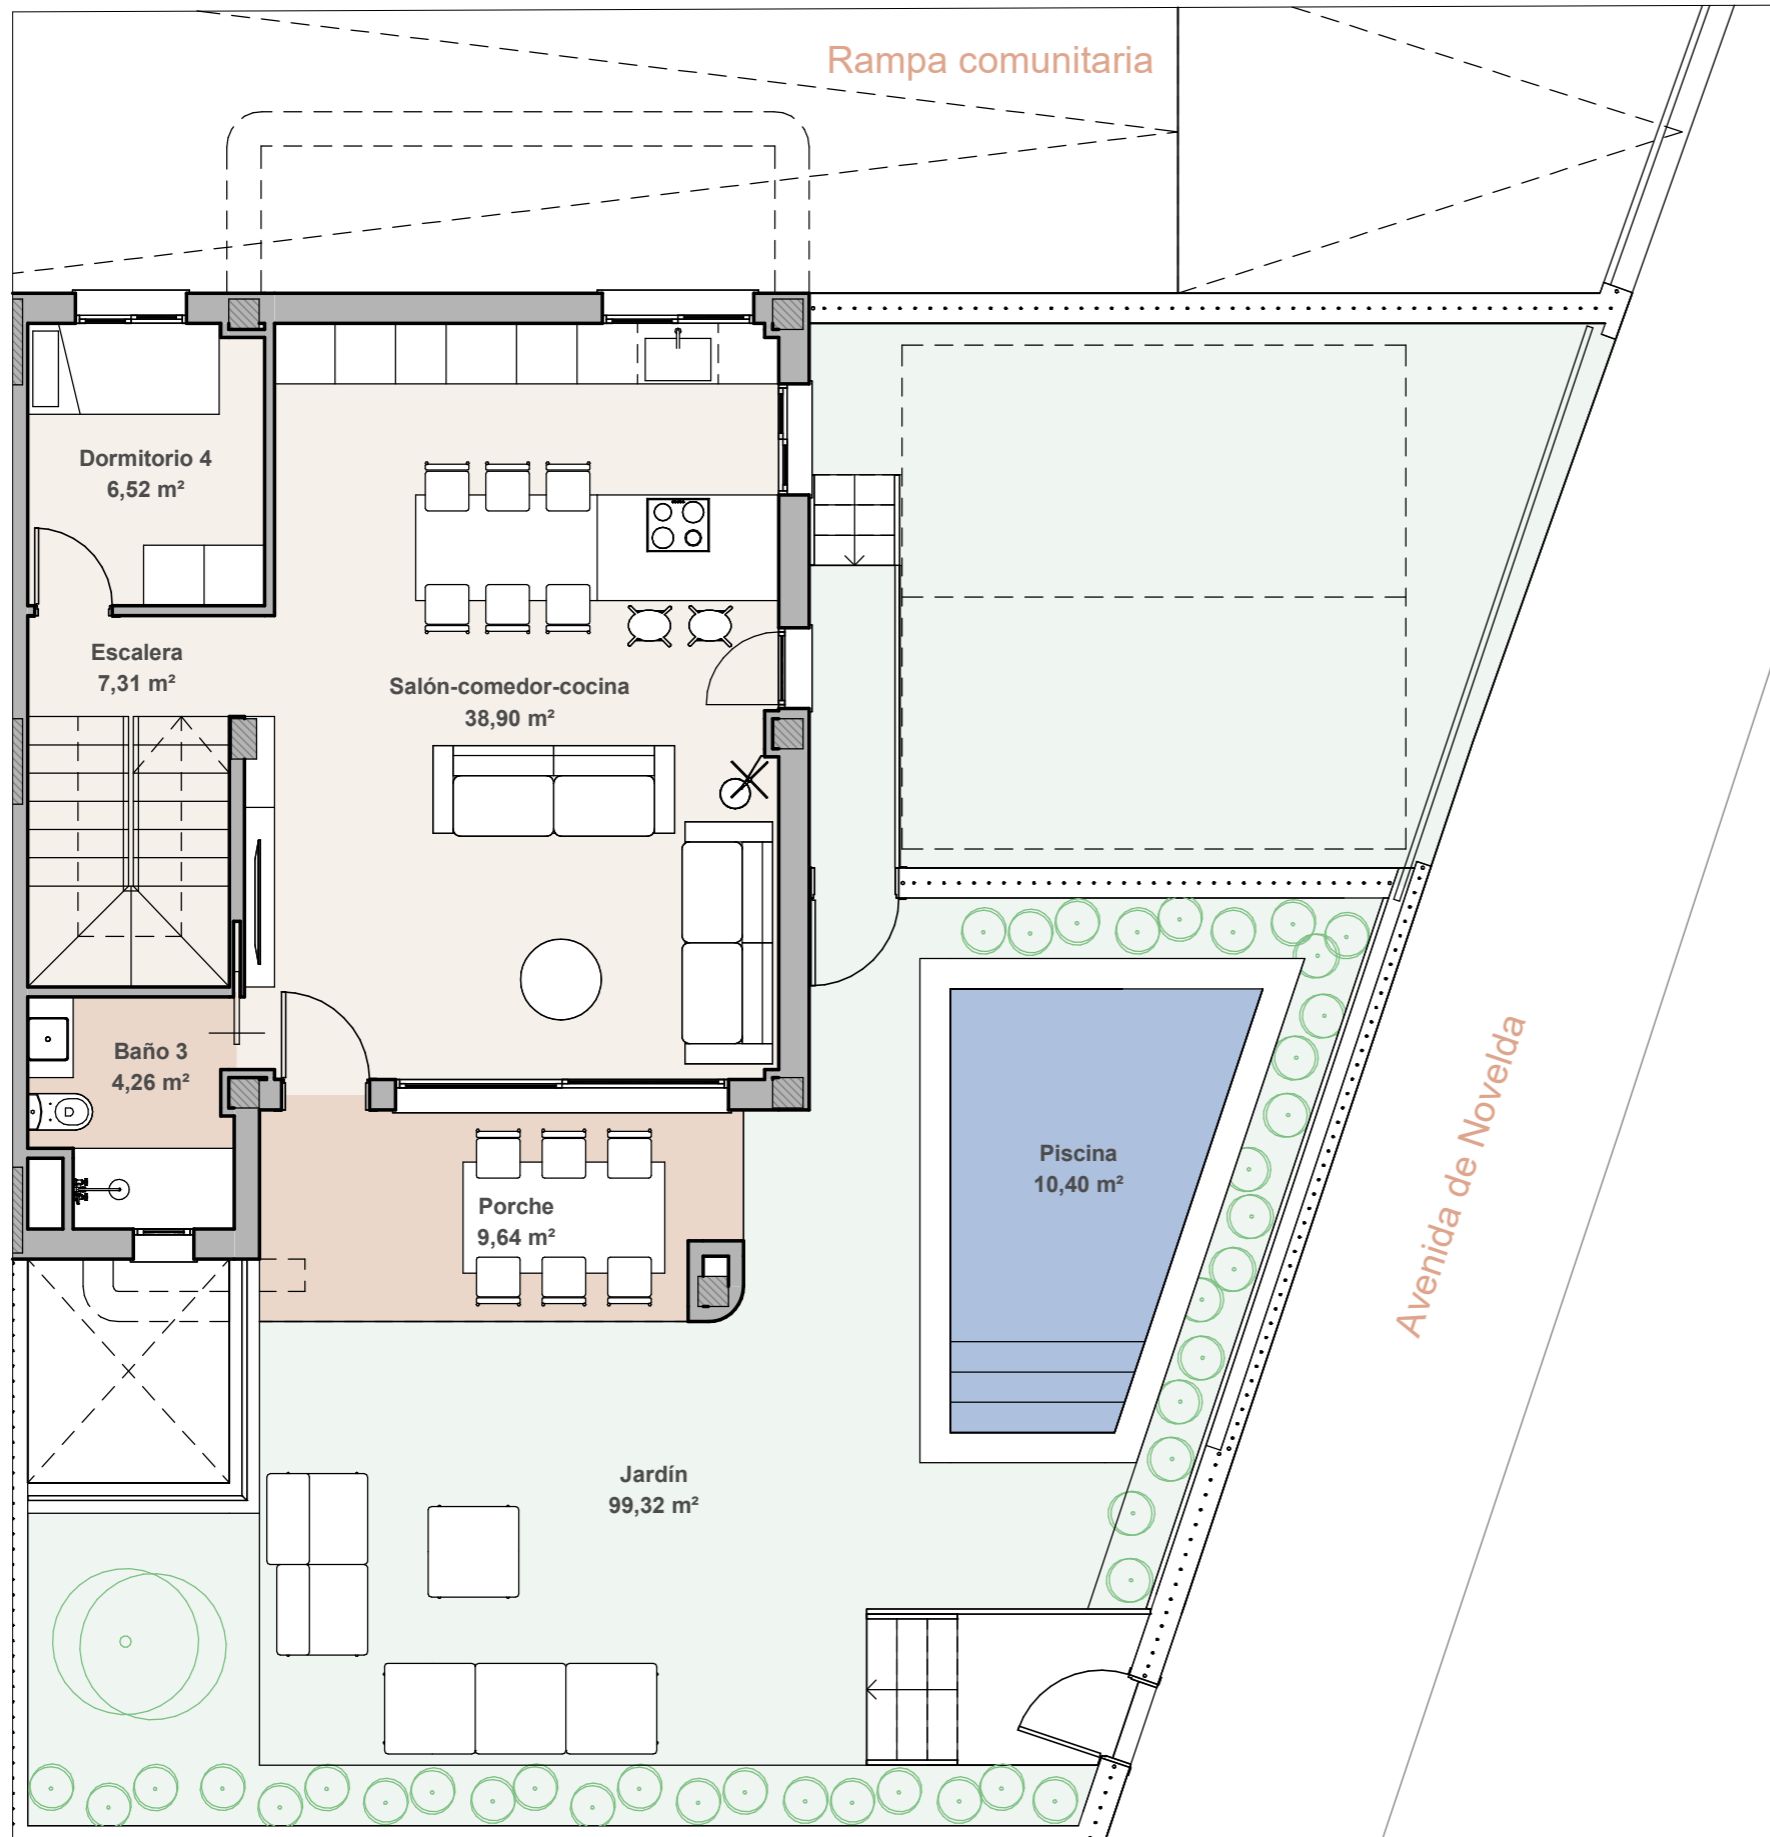 Rampa comunitaria
Dormitorio 4
6,52 m²
Escalera
7,31 m²
Salón-comedor-cocina
38,90 m²
Baño 3
4,26 m²
Porche
9,64 m²
Piscina
10,40 m²
Avenida de Novelda
Jardín
99,32 m²